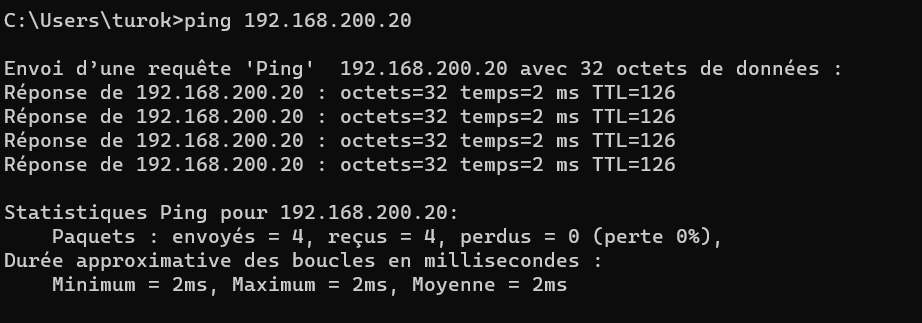 C:\Users\turok>ping 192.168.200.20
Envoi d’une requête 'Ping'  192.168.200.20 avec 32 octets de données :
Réponse de 192.168.200.20 : octets=32 temps=2 ms TTL=126
Réponse de 192.168.200.20 : octets=32 temps=2 ms TTL=126
Réponse de 192.168.200.20 : octets=32 temps=2 ms TTL=126
Réponse de 192.168.200.20 : octets=32 temps=2 ms TTL=126
Statistiques Ping pour 192.168.200.20:
    Paquets : envoyés = 4, reçus = 4, perdus = 0 (perte 0%),
Durée approximative des boucles en millisecondes :
    Minimum = 2ms, Maximum = 2ms, Moyenne = 2ms